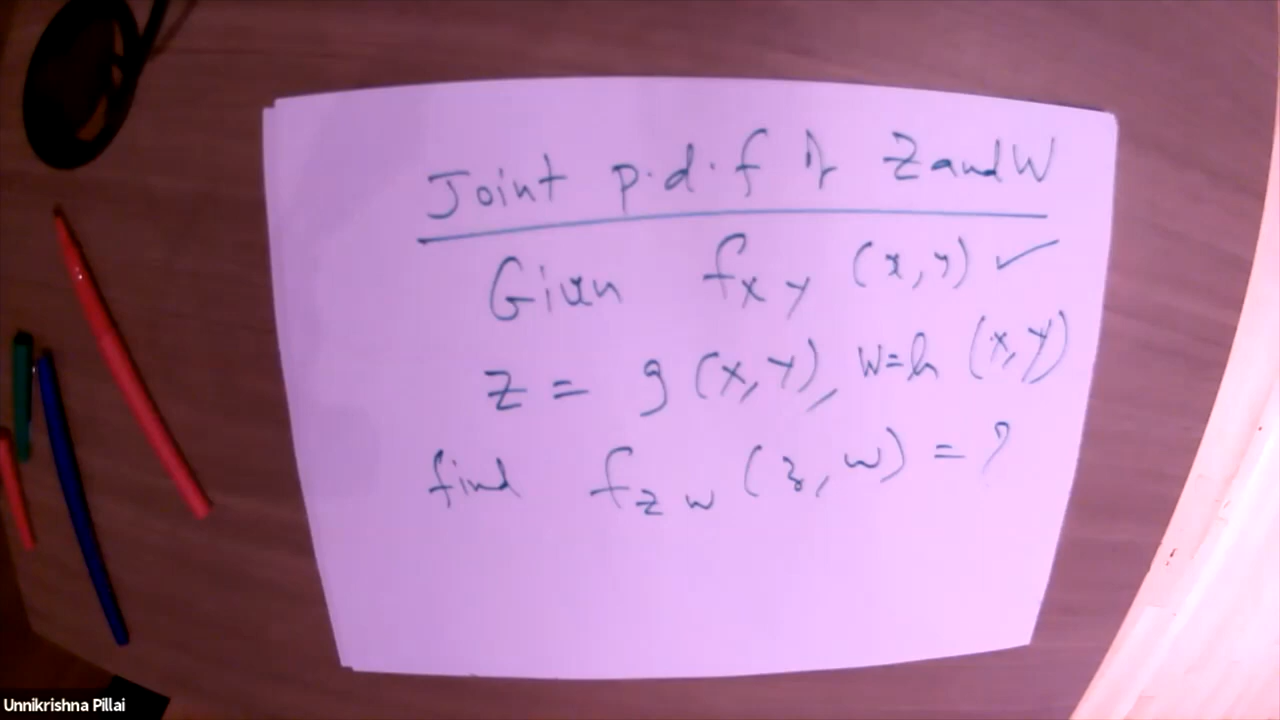 Joint p.d.f of Z and W
Given f_XY (x,y) ✓
Z = g(X,Y), W=h (X,Y)
find f_ZW (z,w) = ?
Unnikrishna Pillai